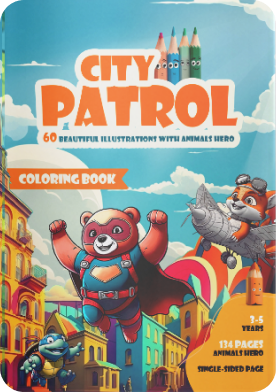 CITY
PATROL
60 BEAUTIFUL ILLUSTRATIONS WITH ANIMALS HERO
COLORING BOOK
3-5
YEARS
134 PAGES
ANIMALS HERO
SINGLE-SIDED PAGE